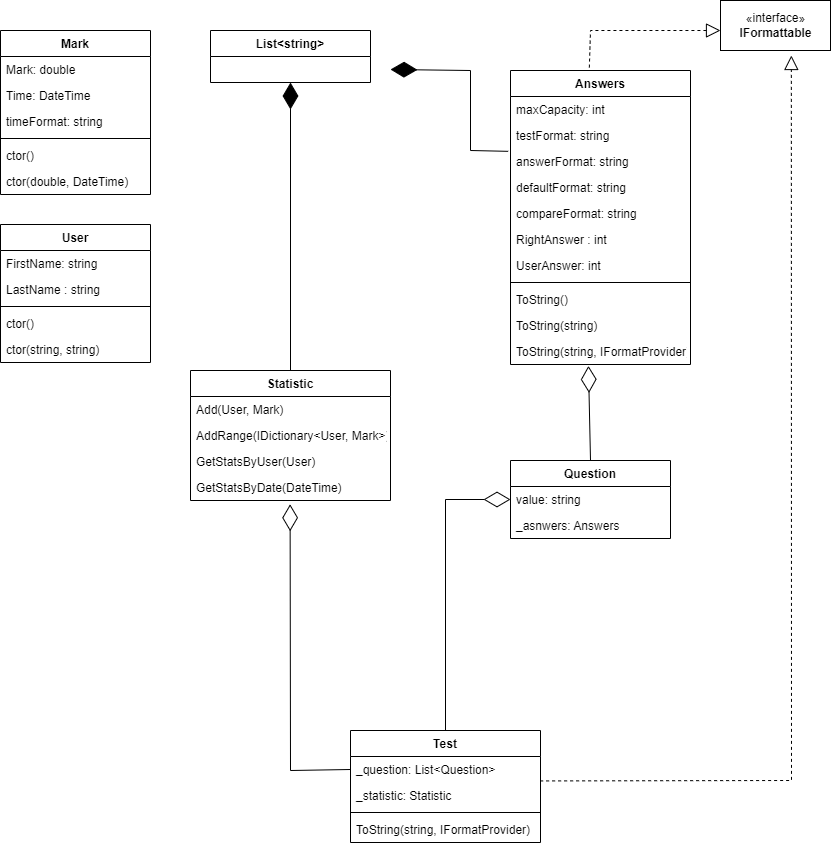 Mark
Mark: double
Time: DateTime
timeFormat: string
ctor()
ctor(double, DateTime)
User
FirstName: string
LastName : string
ctor()
ctor(string, string)
List<string>
«interface»
IFormattable
Answers
maxCapacity: int
testFormat: string
answerFormat: string
defaultFormat: string
compareFormat: string
RightAnswer : int
UserAnswer: int
ToString()
ToString(string)
ToString(string, IFormatProvider
Statistic
Add(User, Mark)
AddRange(IDictionary<User, Mark>
GetStatsByUser(User)
GetStatsByDate(DateTime)
Question
value: string
_asnwers: Answers
Test
_question: List<Question>
_statistic: Statistic
ToString(string, IFormatProvider)